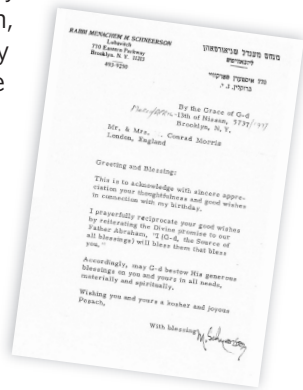 n,
y
e
RABBI MENACHEM M. SCHNEERSON
Lubavitch
770 Eastern Parkway
Brooklyn, N. Y. 11213
493-9250
מנחם מענדל שניאורסאהן
ליובאוויטש
770 איסטערן פארקוויי
ברוקלין, נ. י.
By the Grace of G-d
13th of Nissan, 5737
Brooklyn, N. Y.
Mr. & Mrs. Conrad Morris
London, England
Greeting and Blessing:
This is to acknowledge with sincere appre-
ciation your thoughtfulness and good wishes
in connection with my birthday.
I prayerfully reciprocate your good wishes
by reiterating the Divine promise to our
Father Abraham, "I (G-d, the Source of
all blessings) will bless them that bless
you."
Accordingly, may G-d bestow His generous
blessings on you and yours in all needs,
materially and spiritually.
Wishing you and yours a kosher and joyous
Pesach,
With blessing
M. Schneerson